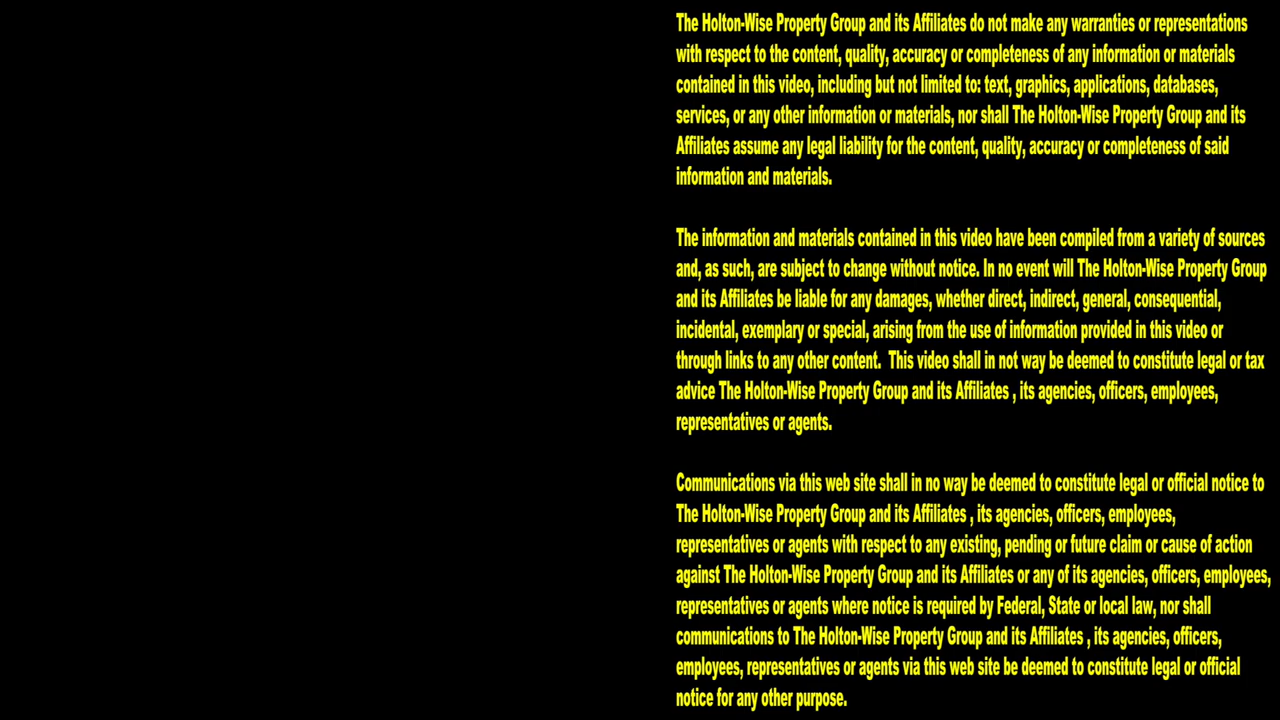 The Holton-Wise Property Group and its Affiliates do not make any warranties or representations
with respect to the content, quality, accuracy or completeness of any information or materials
contained in this video, including but not limited to: text, graphics, applications, databases,
services, or any other information or materials, nor shall The Holton-Wise Property Group and its
Affiliates assume any legal liability for the content, quality, accuracy or completeness of said
information and materials.
The information and materials contained in this video have been compiled from a variety of sources
and, as such, are subject to change without notice. In no event will The Holton-Wise Property Group
and its Affiliates be liable for any damages, whether direct, indirect, general, consequential,
incidental, exemplary or special, arising from the use of information provided in this video or
through links to any other content.  This video shall in not way be deemed to constitute legal or tax
advice The Holton-Wise Property Group and its Affiliates , its agencies, officers, employees,
representatives or agents.
Communications via this web site shall in no way be deemed to constitute legal or official notice to
The Holton-Wise Property Group and its Affiliates , its agencies, officers, employees,
representatives or agents with respect to any existing, pending or future claim or cause of action
against The Holton-Wise Property Group and its Affiliates or any of its agencies, officers, employees,
representatives or agents where notice is required by Federal, State or local law, nor shall
communications to The Holton-Wise Property Group and its Affiliates , its agencies, officers,
employees, representatives or agents via this web site be deemed to constitute legal or official
notice for any other purpose.